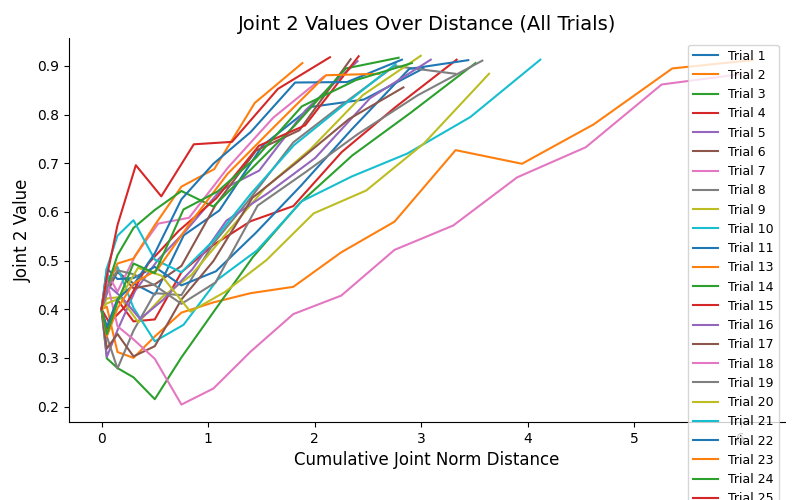 Joint 2 Values Over Distance (All Trials)
Joint 2 Value
0.9
0.8
0.7
0.6
0.5
0.4
0.3
0.2
0
1
2
3
4
5
Cumulative Joint Norm Distance
Trial 1
Trial 2
Trial 3
Trial 4
Trial 5
Trial 6
Trial 7
Trial 8
Trial 9
Trial 10
Trial 11
Trial 13
Trial 14
Trial 15
Trial 16
Trial 17
Trial 18
Trial 19
Trial 20
Trial 21
Trial 22
Trial 23
Trial 24
Trial 25